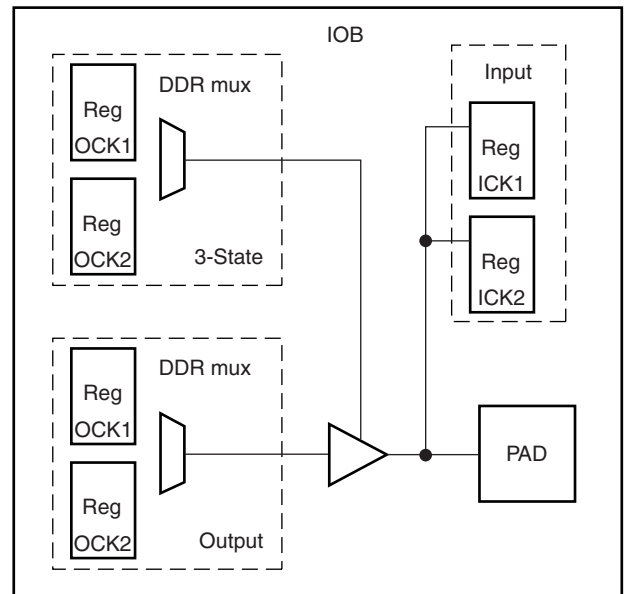 IOB
DDR mux
Reg
OCK1
Reg
OCK2
3-State
Input
Reg
ICK1
Reg
ICK2
DDR mux
Reg
OCK1
Reg
OCK2
Output
PAD